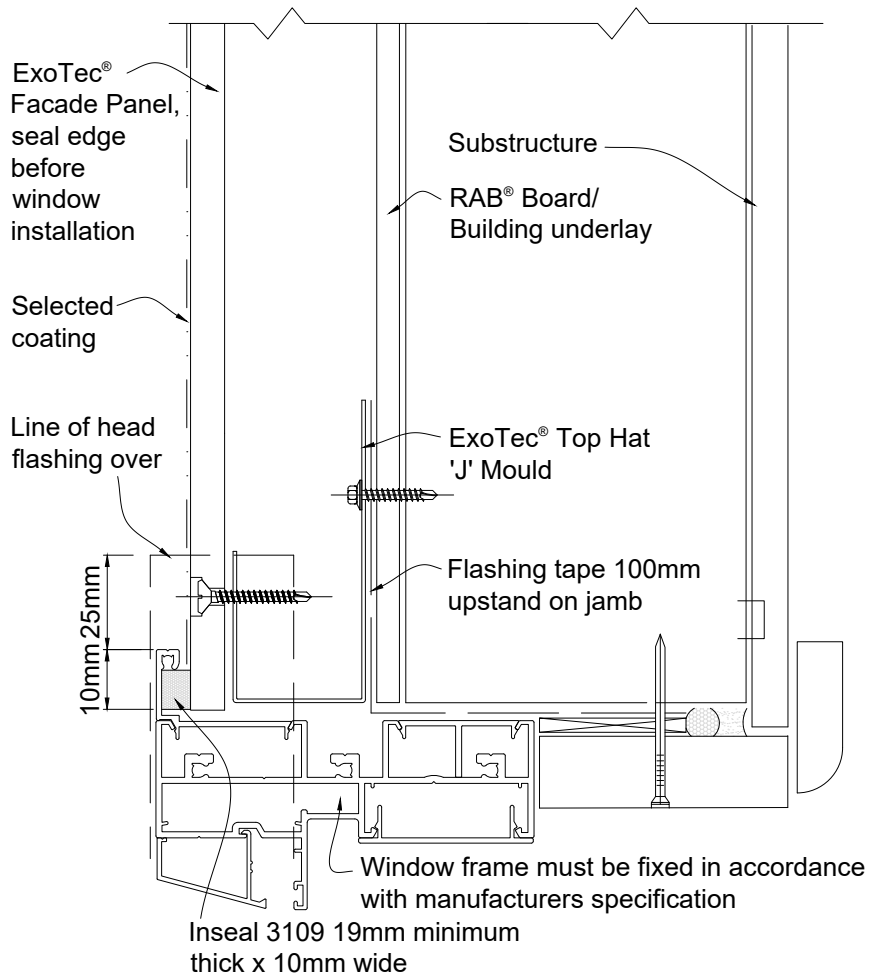 ExoTec®
Facade Panel,
seal edge
before
window
installation
Substructure
RAB® Board/
Building underlay
Selected
coating
Line of head
flashing over
ExoTec® Top Hat
'J' Mould
Flashing tape 100mm
upstand on jamb
25mm
10mm
Window frame must be fixed in accordance
with manufacturers specification
Inseal 3109 19mm minimum
thick x 10mm wide